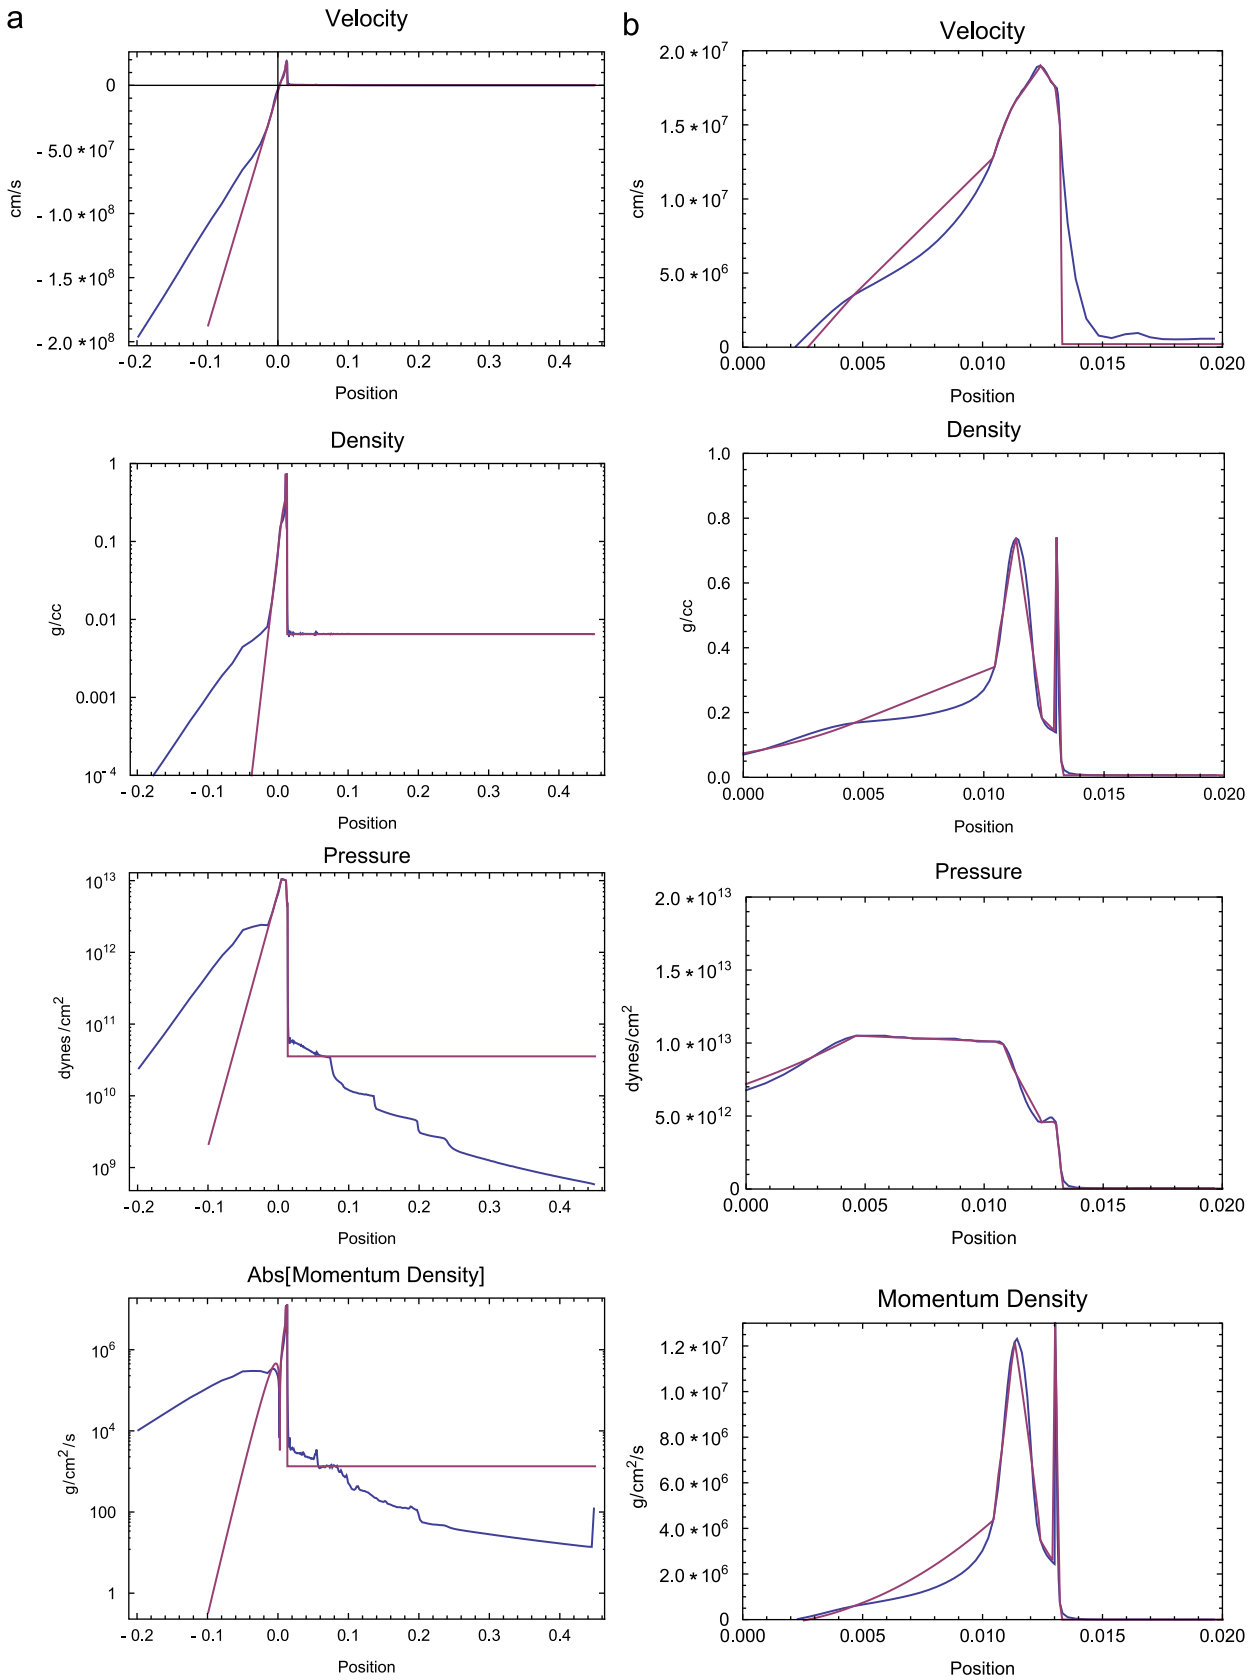 a
Velocity
0
- 5.0*10^7
- 1.0*10^8
- 1.5*10^8
- 2.0*10^8
cm/s
- 0.2 - 0.1 0.0 0.1 0.2 0.3 0.4
Position
Density
1
0.1
0.01
0.001
10^-4
g/cc
- 0.2 - 0.1 0.0 0.1 0.2 0.3 0.4
Position
Pressure
10^13
10^12
10^11
10^10
10^9
dynes/cm^2
- 0.2 - 0.1 0.0 0.1 0.2 0.3 0.4
Position
Abs[Momentum Density]
10^6
10^4
100
1
g/cm^2/s
- 0.2 - 0.1 0.0 0.1 0.2 0.3 0.4
Position
b
Velocity
2.0*10^7
1.5*10^7
1.0*10^7
5.0*10^6
0
cm/s
0.000 0.005 0.010 0.015 0.020
Position
Density
1.0
0.8
0.6
0.4
0.2
0.0
g/cc
0.000 0.005 0.010 0.015 0.020
Position
Pressure
2.0*10^13
1.5*10^13
1.0*10^13
5.0*10^12
0
dynes/cm^2
0.000 0.005 0.010 0.015 0.020
Position
Momentum Density
1.2*10^7
1.0*10^7
8.0*10^6
6.0*10^6
4.0*10^6
2.0*10^6
0
g/cm^2/s
0.000 0.005 0.010 0.015 0.020
Position